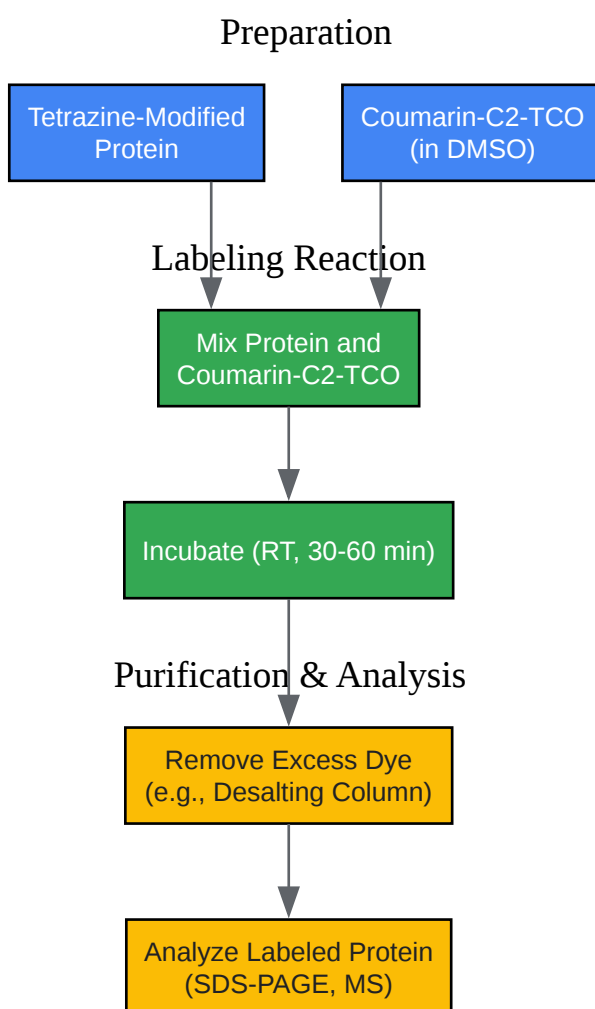 Preparation
Tetrazine-Modified
Protein
Coumarin-C2-TCO
(in DMSO)
Labeling Reaction
Mix Protein and
Coumarin-C2-TCO
Incubate (RT, 30-60 min)
Purification & Analysis
Remove Excess Dye
(e.g., Desalting Column)
Analyze Labeled Protein
(SDS-PAGE, MS)